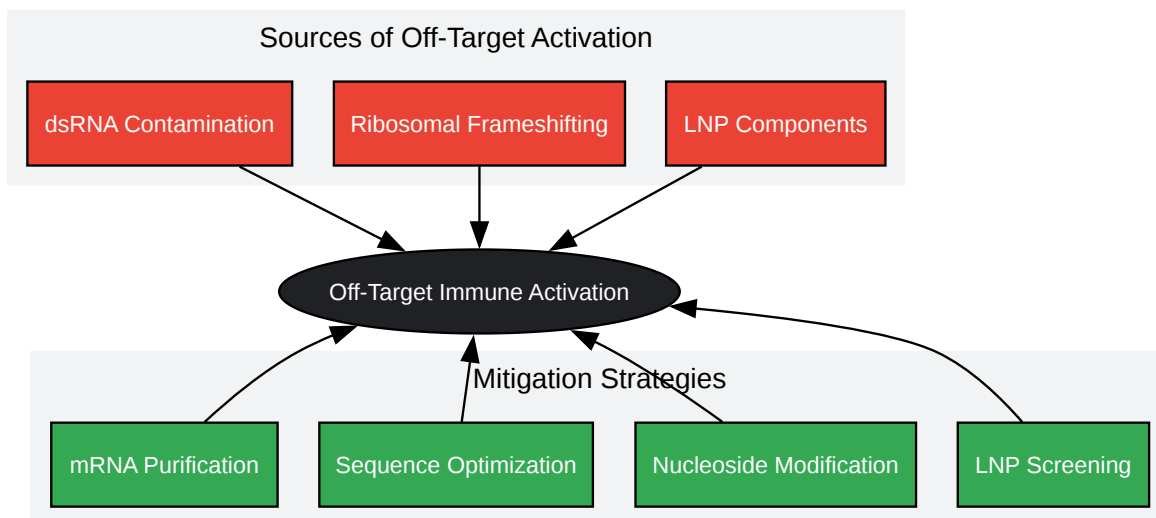 Sources of Off-Target Activation
dsRNA Contamination
Ribosomal Frameshifting
LNP Components
Off-Target Immune Activation
Mitigation Strategies
mRNA Purification
Sequence Optimization
Nucleoside Modification
LNP Screening